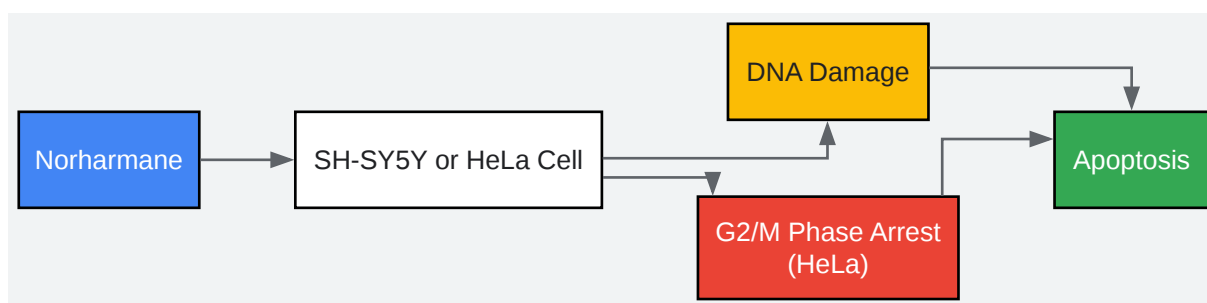 Norharmane
SH-SY5Y or HeLa Cell
DNA Damage
G2/M Phase Arrest
(HeLa)
Apoptosis